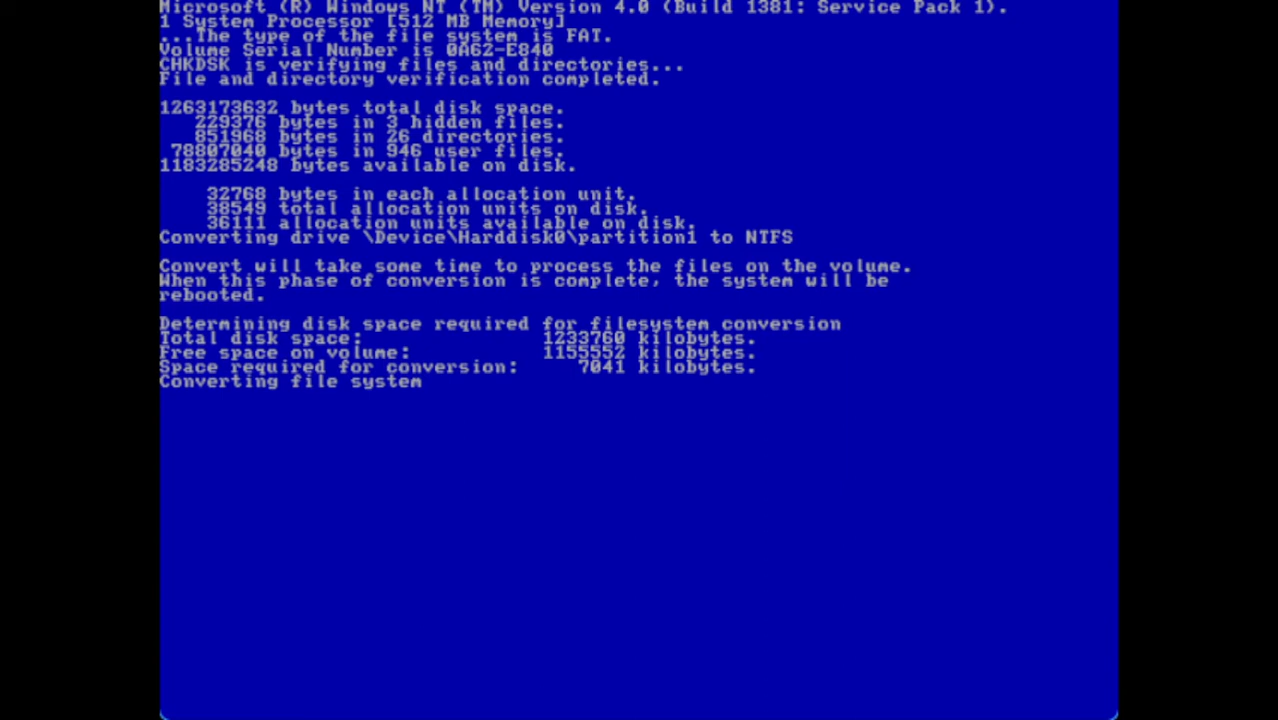 Microsoft (R) Windows NT (TM) Version 4.0 (Build 1381: Service Pack 1).
1 System Processor [512 MB Memory]
...The type of the file system is FAT.
Volume Serial Number is 0A62-E840
CHKDSK is verifying files and directories...
File and directory verification completed.
1263173632 bytes total disk space.
229376 bytes in 3 hidden files.
851968 bytes in 26 directories.
78807040 bytes in 946 user files.
1183285248 bytes available on disk.
32768 bytes in each allocation unit.
38549 total allocation units on disk.
36111 allocation units available on disk.
Converting drive \Device\Harddisk0\partition1 to NTFS
Convert will take some time to process the files on the volume.
When this phase of conversion is complete, the system will be
rebooted.
Determining disk space required for filesystem conversion
Total disk space: 1233760 kilobytes.
Free space on volume: 1155552 kilobytes.
Space required for conversion: 7041 kilobytes.
Converting file system